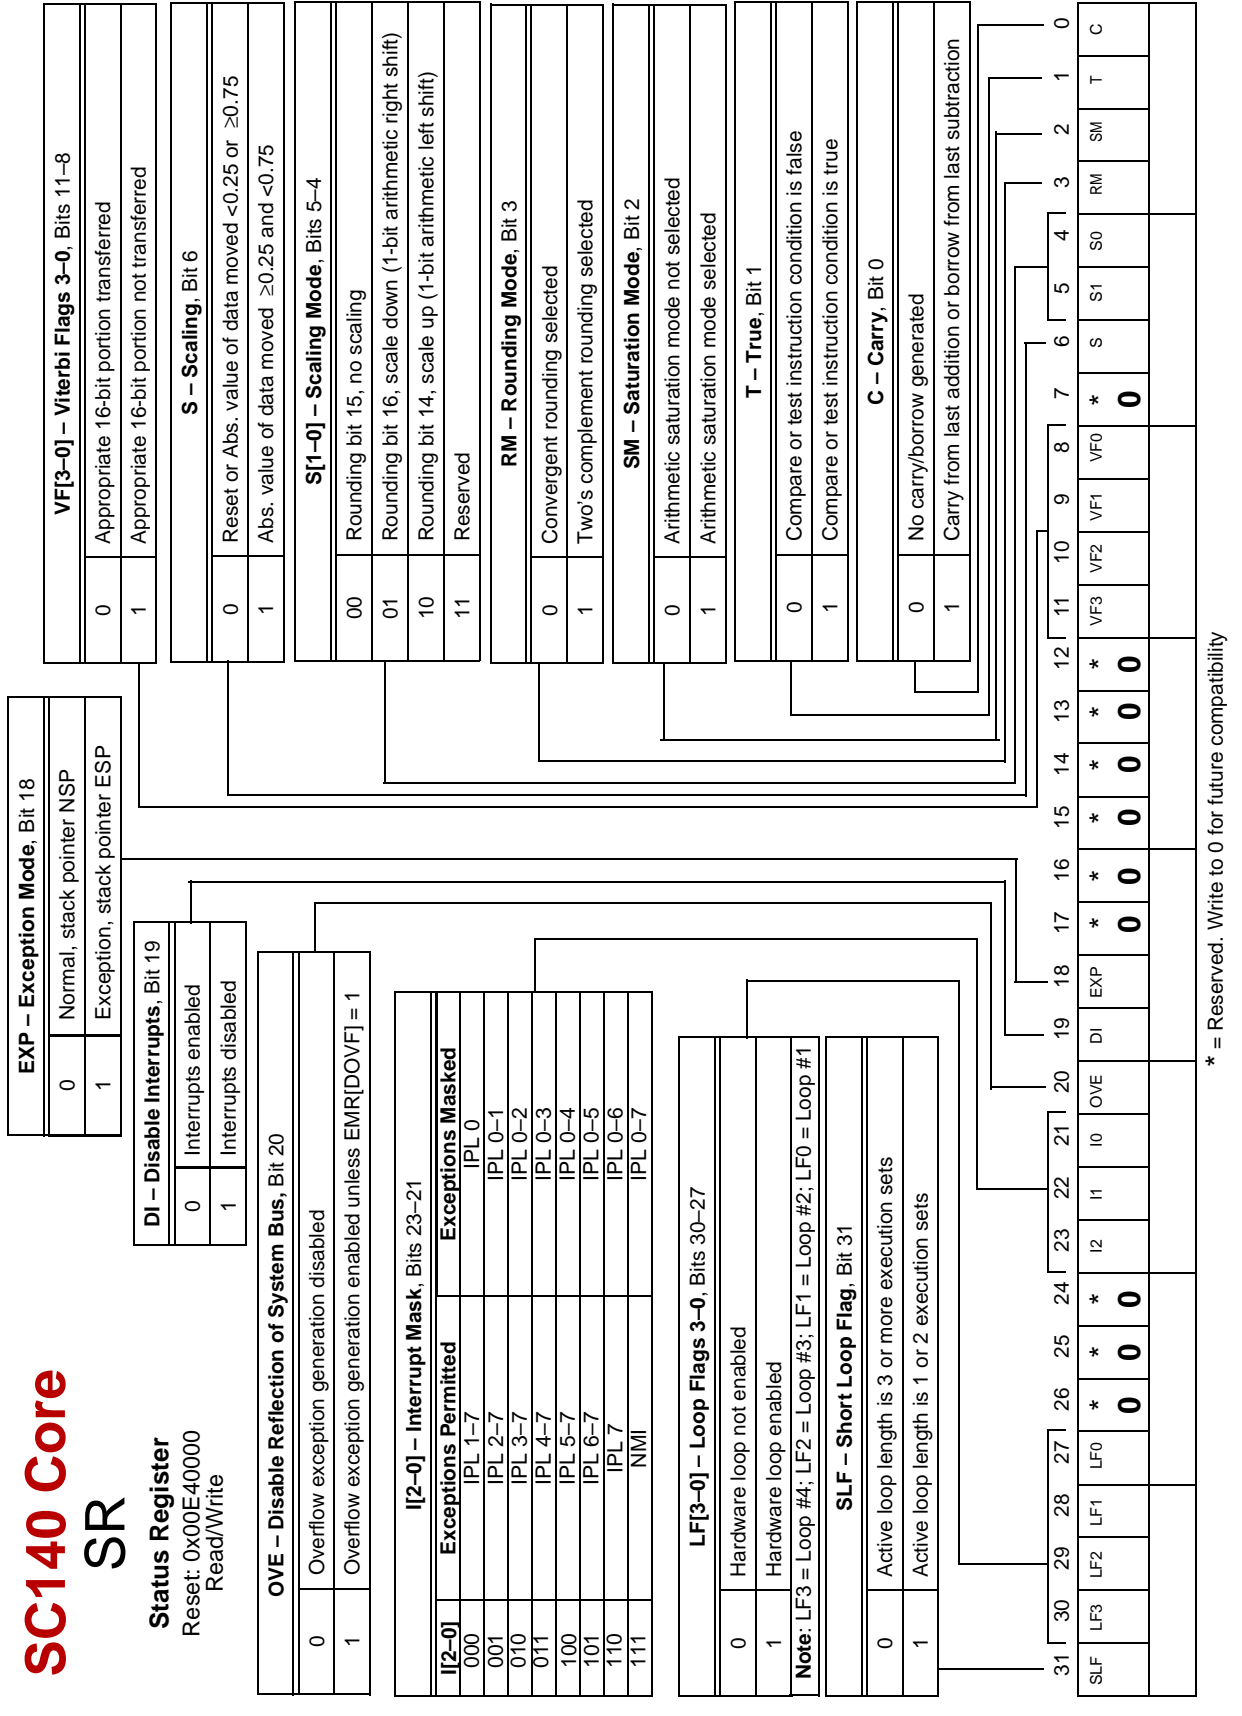 SC140 Core
SR
Status Register
Reset: 0x00E40000
Read/Write
EXP – Exception Mode, Bit 18
0 Normal, stack pointer NSP
1 Exception, stack pointer ESP
DI – Disable Interrupts, Bit 19
0 Interrupts enabled
1 Interrupts disabled
OVE – Disable Reflection of System Bus, Bit 20
0 Overflow exception generation disabled
1 Overflow exception generation enabled unless EMR[DOVF] = 1
I[2–0] – Interrupt Mask, Bits 23–21
I[2–0] Exceptions Permitted Exceptions Masked
000 IPL 1–7 IPL 0
001 IPL 2–7 IPL 0–1
010 IPL 3–7 IPL 0–2
011 IPL 4–7 IPL 0–3
100 IPL 5–7 IPL 0–4
101 IPL 6–7 IPL 0–5
110 IPL 7 IPL 0–6
111 NMI IPL 0–7
LF[3–0] – Loop Flags 3–0, Bits 30–27
0 Hardware loop not enabled
1 Hardware loop enabled
Note: LF3 = Loop #4; LF2 = Loop #3; LF1 = Loop #2; LF0 = Loop #1
SLF – Short Loop Flag, Bit 31
0 Active loop length is 3 or more execution sets
1 Active loop length is 1 or 2 execution sets
VF[3–0] – Viterbi Flags 3–0, Bits 11–8
0 Appropriate 16-bit portion transferred
1 Appropriate 16-bit portion not transferred
S – Scaling, Bit 6
0 Reset or Abs. value of data moved <0.25 or ≥0.75
1 Abs. value of data moved ≥0.25 and <0.75
S[1–0] – Scaling Mode, Bits 5–4
00 Rounding bit 15, no scaling
01 Rounding bit 16, scale down (1-bit arithmetic right shift)
10 Rounding bit 14, scale up (1-bit arithmetic left shift)
11 Reserved
RM – Rounding Mode, Bit 3
0 Convergent rounding selected
1 Two's complement rounding selected
SM – Saturation Mode, Bit 2
0 Arithmetic saturation mode not selected
1 Arithmetic saturation mode selected
T – True, Bit 1
0 Compare or test instruction condition is false
1 Compare or test instruction condition is true
C – Carry, Bit 0
0 No carry/borrow generated
1 Carry from last addition or borrow from last subtraction
31 30 29 28 27 26 25 24 23 22 21 20 19 18 17 16 15 14 13 12 11 10 9 8 7 6 5 4 3 2 1 0
SLF LF3 LF2 LF1 LF0 * * * I2 I1 I0 OVE DI EXP * * * * * * VF3 VF2 VF1 VF0 * S S1 S0 RM SM T C
0 0 0 0 0 0 0 0 0 0
* = Reserved. Write to 0 for future compatibility